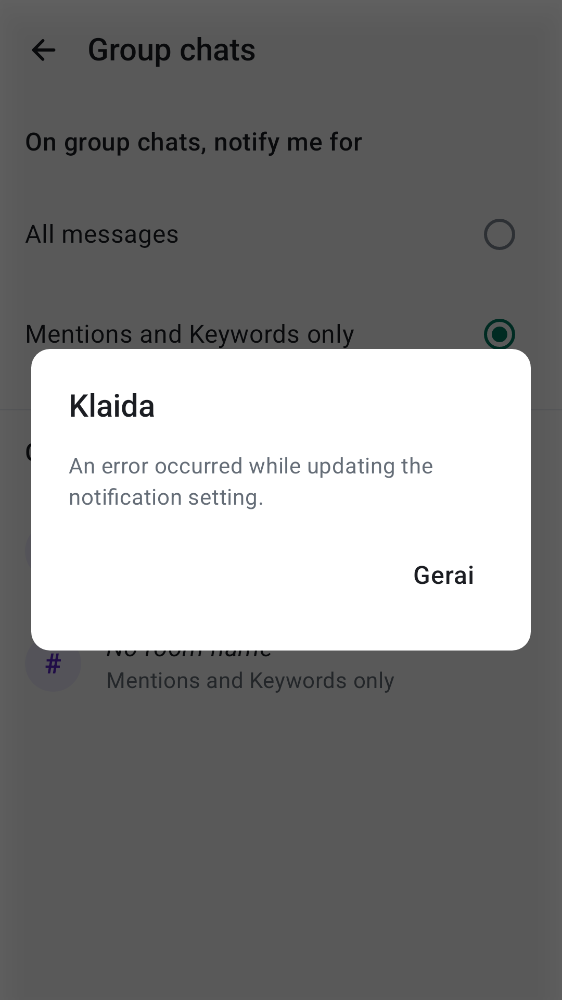 Group chats
On group chats, notify me for
All messages
Mentions and Keywords only
Klaida
An error occurred while updating the
notification setting.
Gerai
No room name
#
Mentions and Keywords only